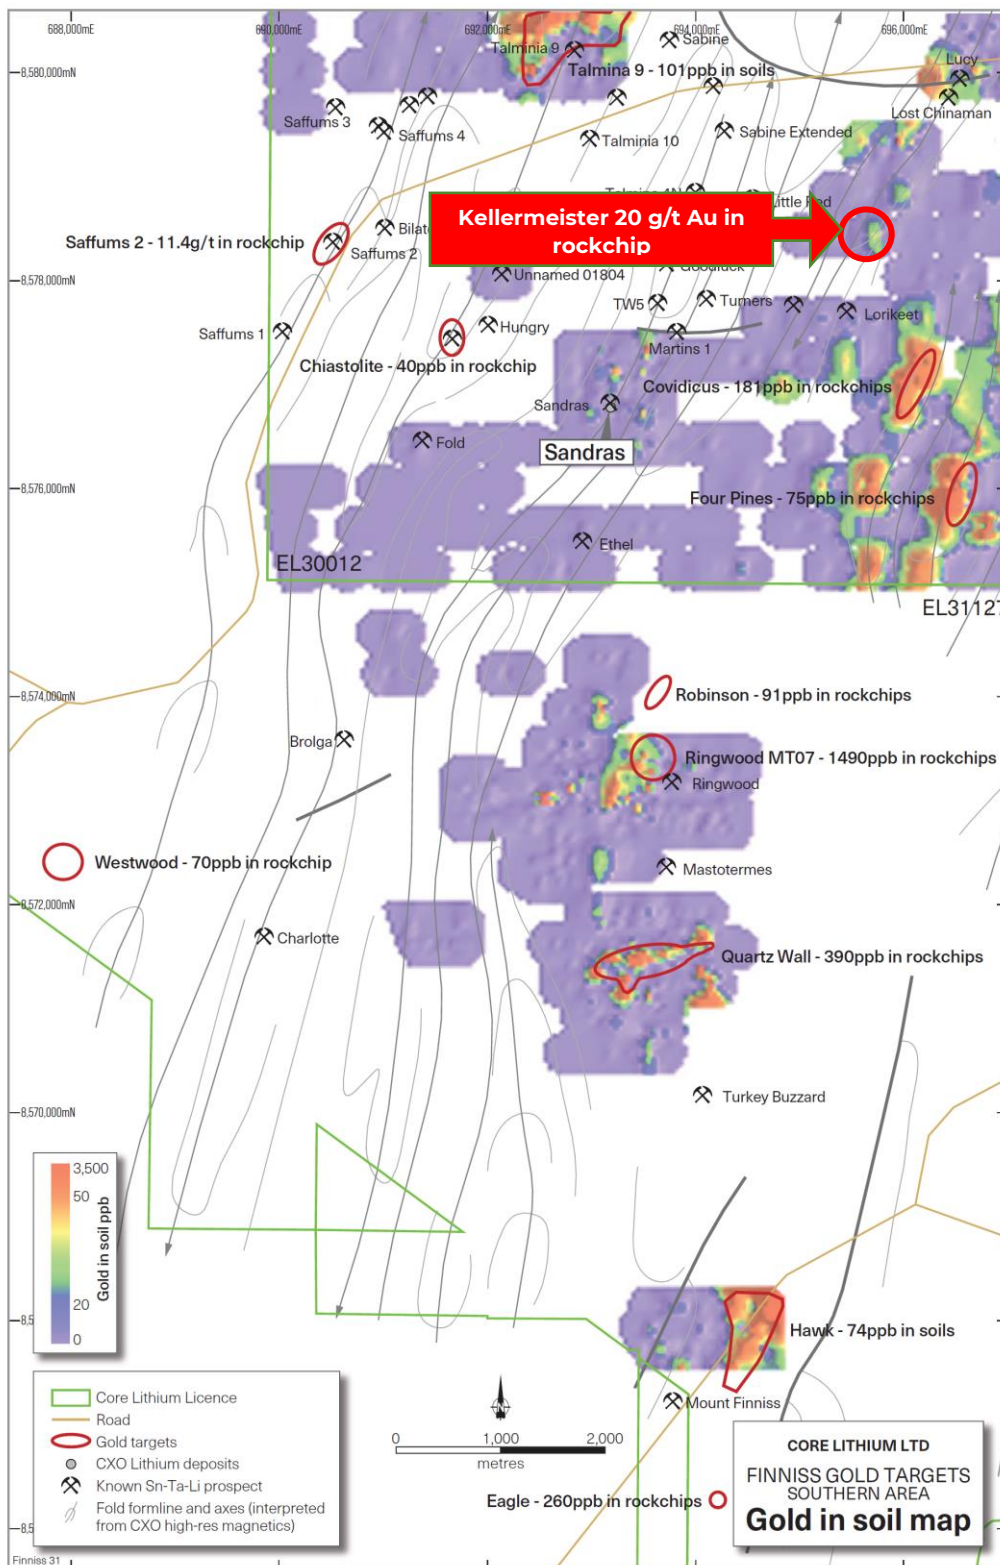 688,000mE
690,000mE
692,000mE
694,000mE
696,000mE
Sabine
Talminia 9
Lucy
8,580,000mN
Talmina 9 - 101ppb in soils
Lost Chinaman
Saffums 3
Saffums 4
Talminia 10
Sabine Extended
Little Red
Kellermeister 20 g/t Au in
rockchip
Saffums 2 - 11.4g/t in rockchip
Saffums 2
8,578,000mN
Unnamed 01804
Goodluck
TW5
Turners
Lorikeet
Saffums 1
Hungry
Martins 1
Chiastolite - 40ppb in rockchip
Covidicus - 181ppb in rockchips
Sandras
Fold
Sandras
8,576,000mN
Four Pines - 75ppb in rockchips
Ethel
EL30012
EL31127
8,574,000mN
Robinson - 91ppb in rockchips
Brolga
Ringwood MT07 - 1490ppb in rockchips
Ringwood
Westwood - 70ppb in rockchip
Mastotermes
8,572,000mN
Charlotte
Quartz Wall - 390ppb in rockchips
Turkey Buzzard
8,570,000mN
3,500
50
20
0
Gold in soil ppb
Hawk - 74ppb in soils
Mount Finniss
Core Lithium Licence
Road
Gold targets
CXO Lithium deposits
Known Sn-Ta-Li prospect
Fold formline and axes (interpreted
from CXO high-res magnetics)
0 1,000 2,000
metres
Eagle - 260ppb in rockchips
CORE LITHIUM LTD
FINNISS GOLD TARGETS
SOUTHERN AREA
Gold in soil map
Finniss 31